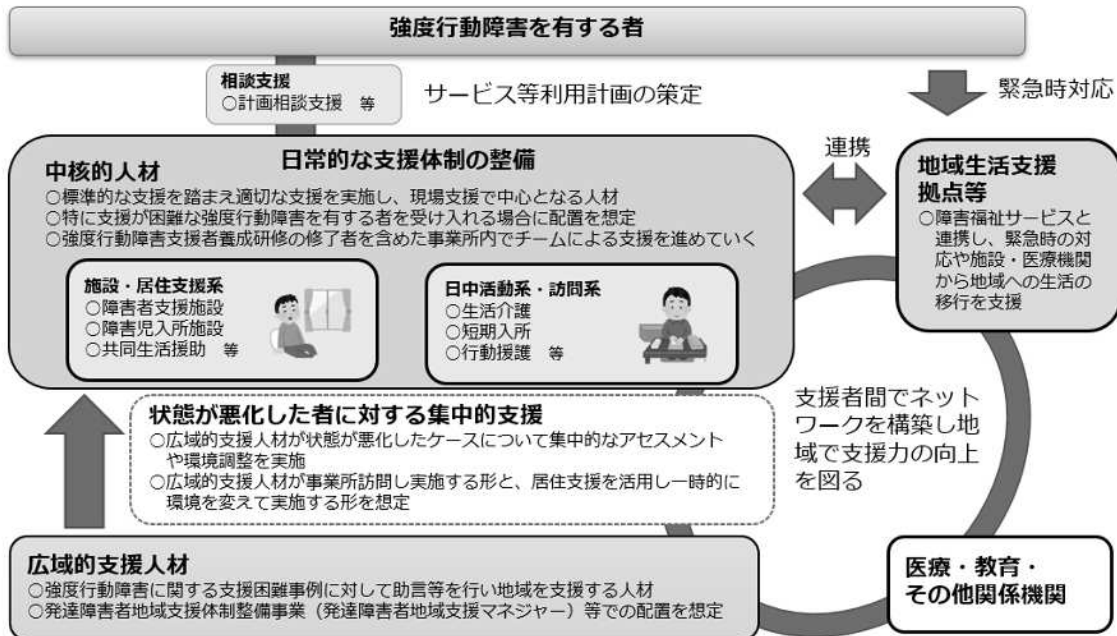 強度行動障害を有する者
相談支援
○計画相談支援　等
サービス等利用計画の策定
緊急時対応
日常的な支援体制の整備
中核的人材
○標準的な支援を踏まえ適切な支援を実施し、現場支援で中心となる人材
○特に支援が困難な強度行動障害を有する者を受け入れる場合に配置を想定
○強度行動障害支援者養成研修の修了者を含めた事業所内でチームによる支援を進めていく
施設・居住支援系
○障害者支援施設
○障害児入所施設
○共同生活援助　等
日中活動系・訪問系
○生活介護
○短期入所
○行動援護　等
連携
地域生活支援
拠点等
○障害福祉サービスと
連携し、緊急時の対
応や施設・医療機関
から地域への生活の
移行を支援
状態が悪化した者に対する集中的支援
○広域的支援人材が状態が悪化したケースについて集中的なアセスメント
や環境調整を実施
○広域的支援人材が事業所訪問し実施する形と、居住支援を活用し一時的に
環境を変えて実施する形を想定
支援者間でネット
ワークを構築し地
域で支援力の向上
を図る
広域的支援人材
○強度行動障害に関する支援困難事例に対して助言等を行い地域を支援する人材
○発達障害者地域支援体制整備事業（発達障害者地域支援マネジャー）等での配置を想定
医療・教育・
その他関係機関